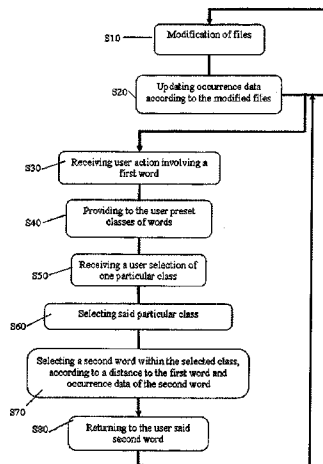 S10
Modification of files
S20
Updating occurrence data
according to the modified files
S30
Receiving user action involving a
first word
S40
Providing to the user preset
classes of words
S50
Receiving a user selection of
one particular class
S60
Selecting said particular class
Selecting a second word within the selected class,
according to a distance to the first word and
occurrence data of the second word
S70
S80
Returning to the user said
second word